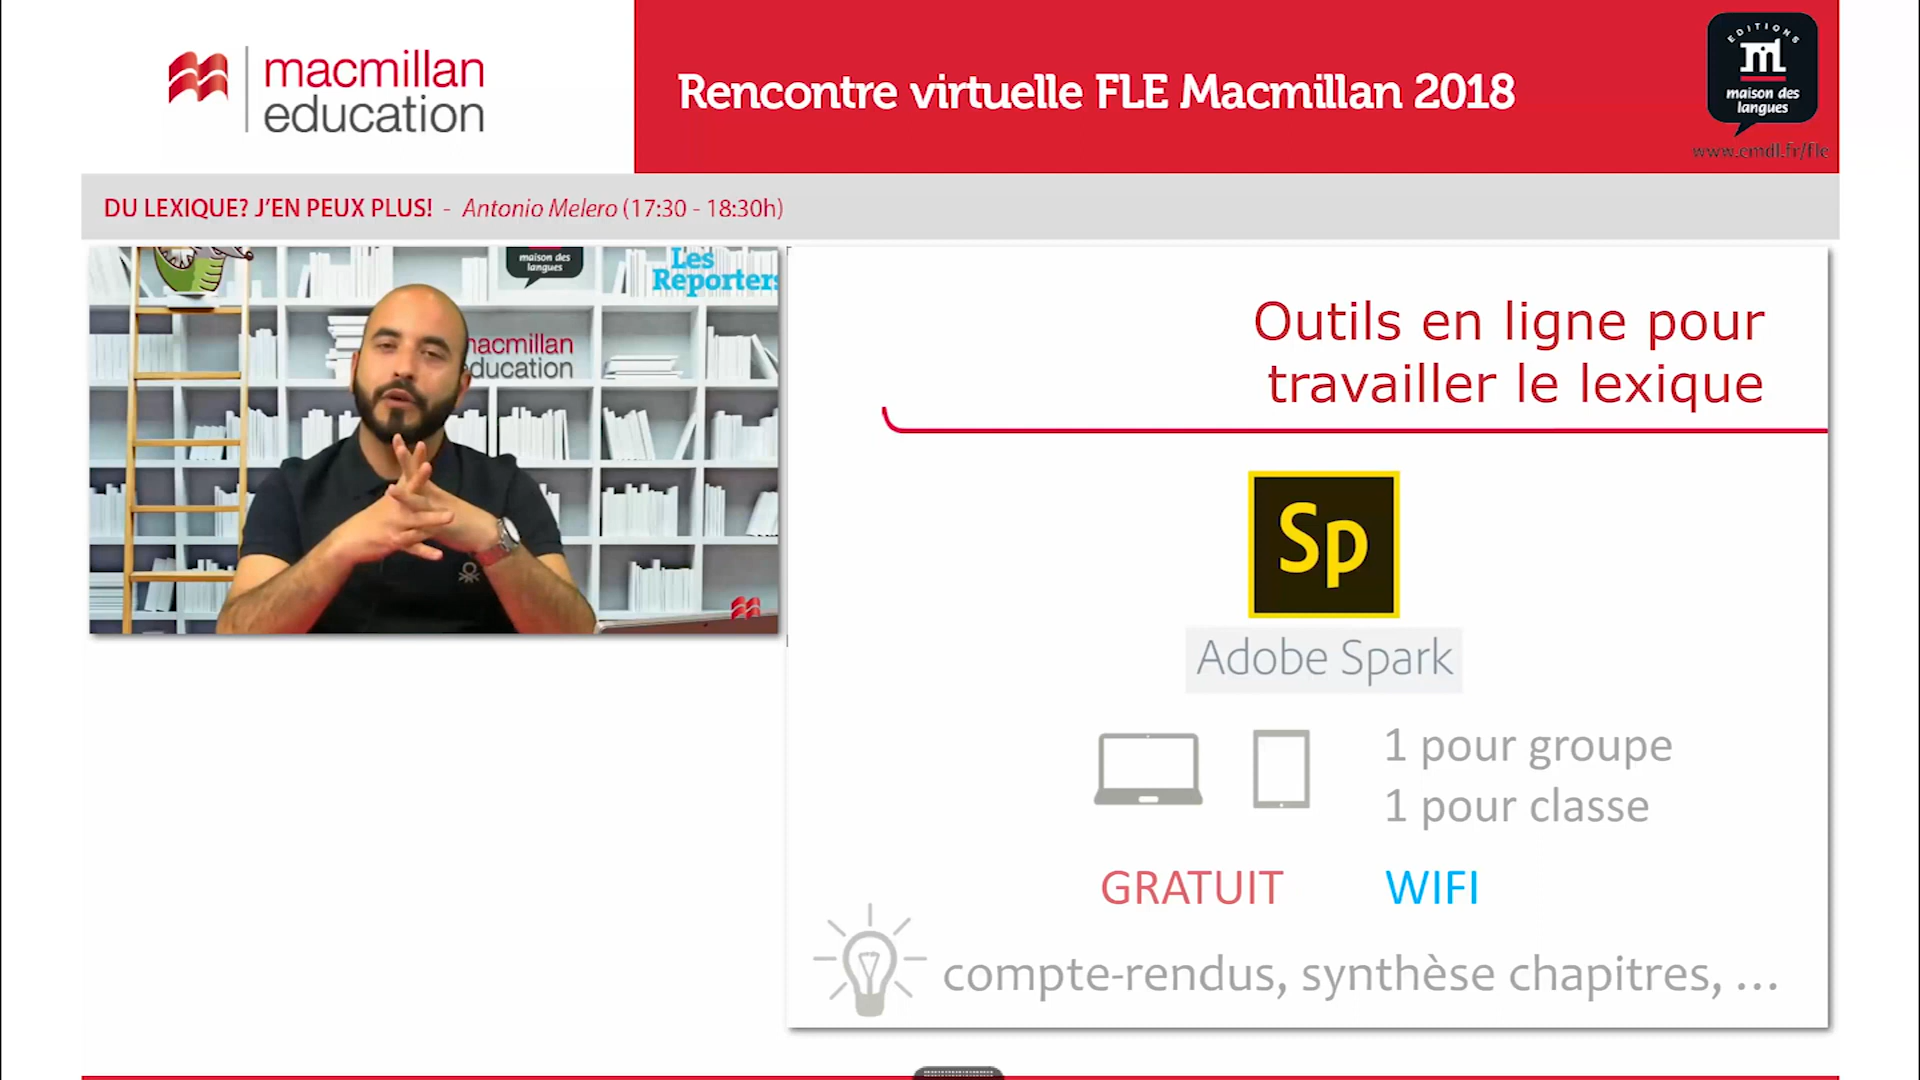 macmillan
education
Rencontre virtuelle FLE Macmillan 2018
EDITIONS
maison des
langues
www.emdl.fr/fle
DU LEXIQUE? J'EN PEUX PLUS! - Antonio Melero (17:30 - 18:30h)
maison des
langues
Les
Reporters
macmillan
education
Outils en ligne pour
travailler le lexique
Sp
Adobe Spark
1 pour groupe
1 pour classe
GRATUIT WIFI
compte-rendus, synthèse chapitres, ...